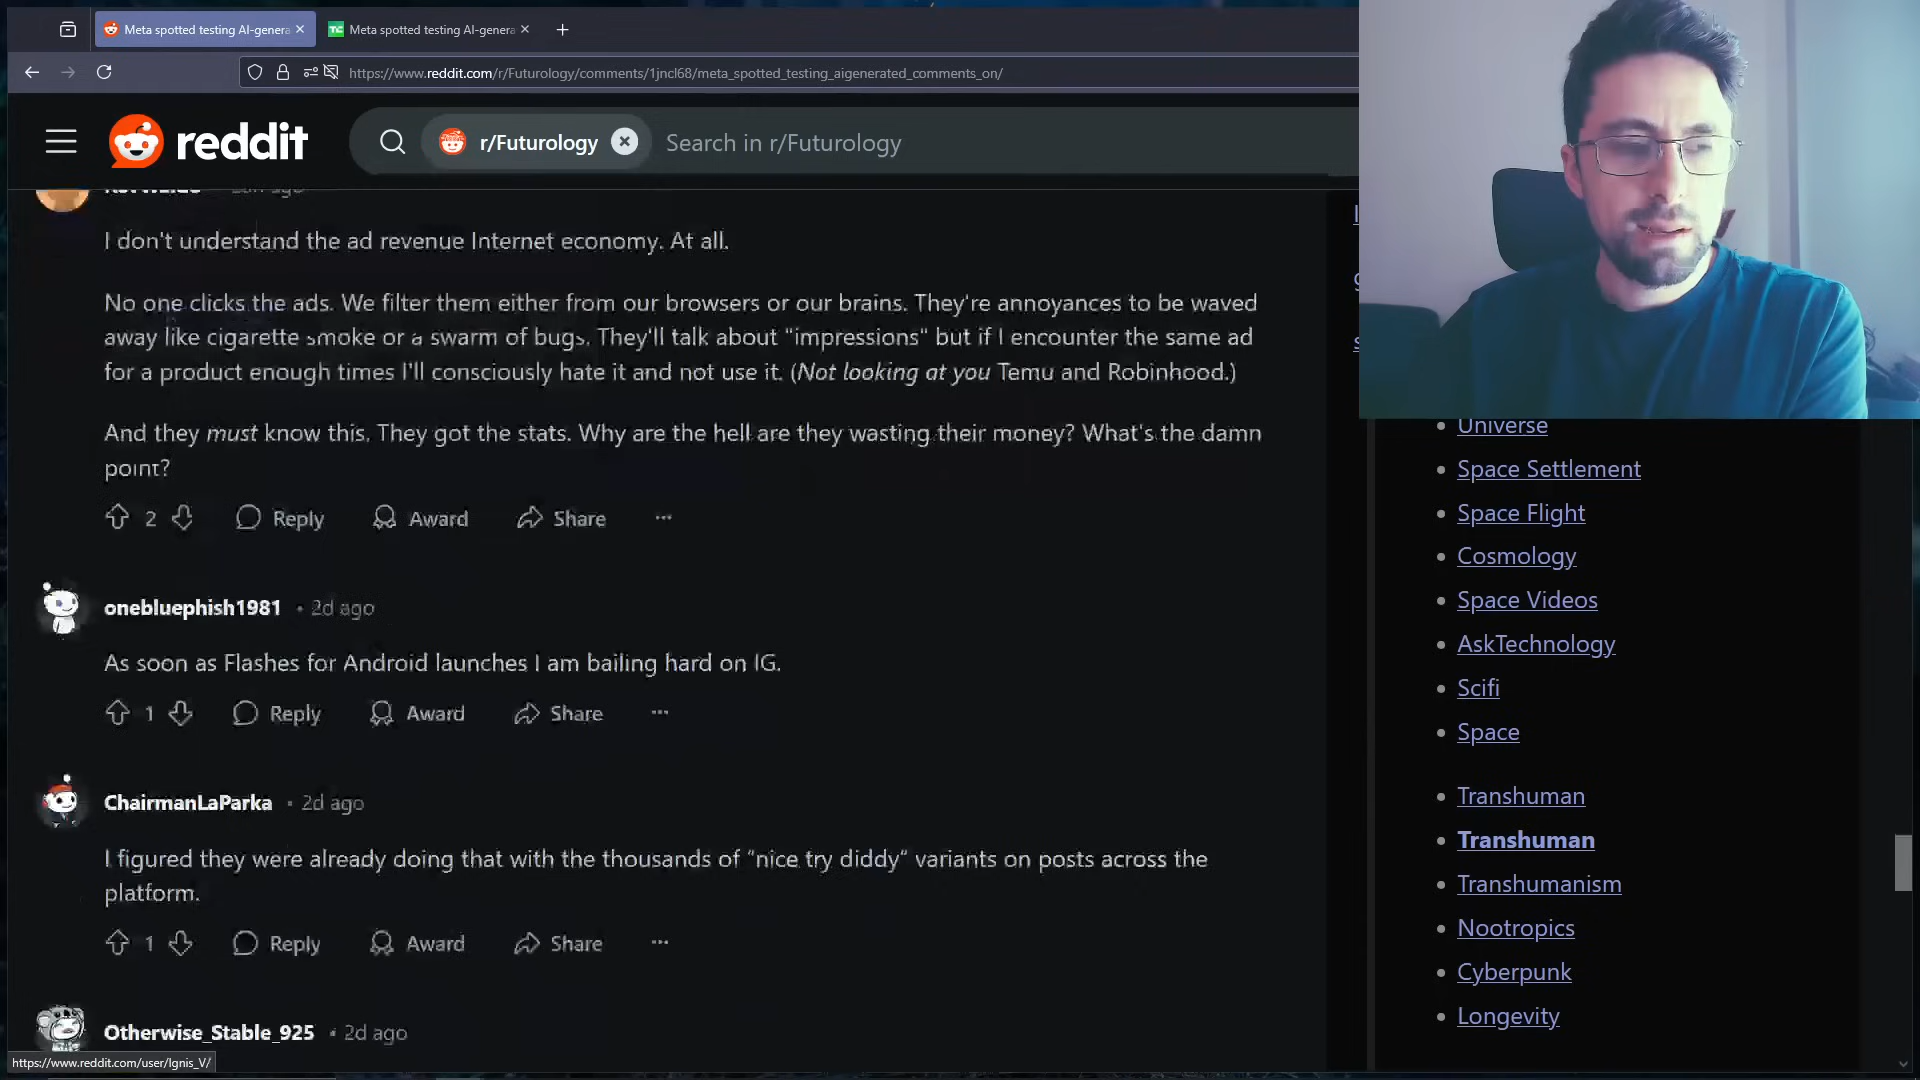 Meta spotted testing AI-genera
Meta spotted testing AI-genera
https://www.reddit.com/r/Futurology/comments/1jncl68/meta_spotted_testing_aigenerated_comments_on/
reddit
r/Futurology
Search in r/Futurology
I don't understand the ad revenue Internet economy. At all.
No one clicks the ads. We filter them either from our browsers or our brains. They're annoyances to be waved
away like cigarette smoke or a swarm of bugs. They'll talk about "impressions" but if I encounter the same ad
for a product enough times I'll consciously hate it and not use it. (Not looking at you Temu and Robinhood.)
And they must know this. They got the stats. Why are the hell are they wasting their money? What's the damn
point?
2 Reply Award Share
onebluephish1981 • 2d ago
As soon as Flashes for Android launches I am bailing hard on IG.
1 Reply Award Share
ChairmanLaParka • 2d ago
I figured they were already doing that with the thousands of “nice try diddy” variants on posts across the
platform.
1 Reply Award Share
Otherwise_Stable_925 • 2d ago
https://www.reddit.com/user/Ignis_V/
Universe
Space Settlement
Space Flight
Cosmology
Space Videos
AskTechnology
Scifi
Space
Transhuman
Transhuman
Transhumanism
Nootropics
Cyberpunk
Longevity